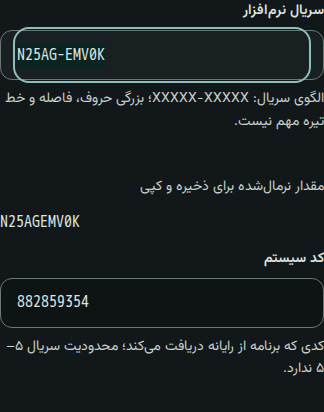 سریال نرم‌افزار
N25AG-EMV0K
الگوی سریال: XXXXX-XXXXX؛ بزرگی حروف، فاصله و خط
تیره مهم نیست.
مقدار نرمال‌شده برای ذخیره و کپی
N25AGEMV0K
کد سیستم
882859354
کدی که برنامه از رایانه دریافت می‌کند؛ محدودیت سریال ۵–
۵ ندارد.